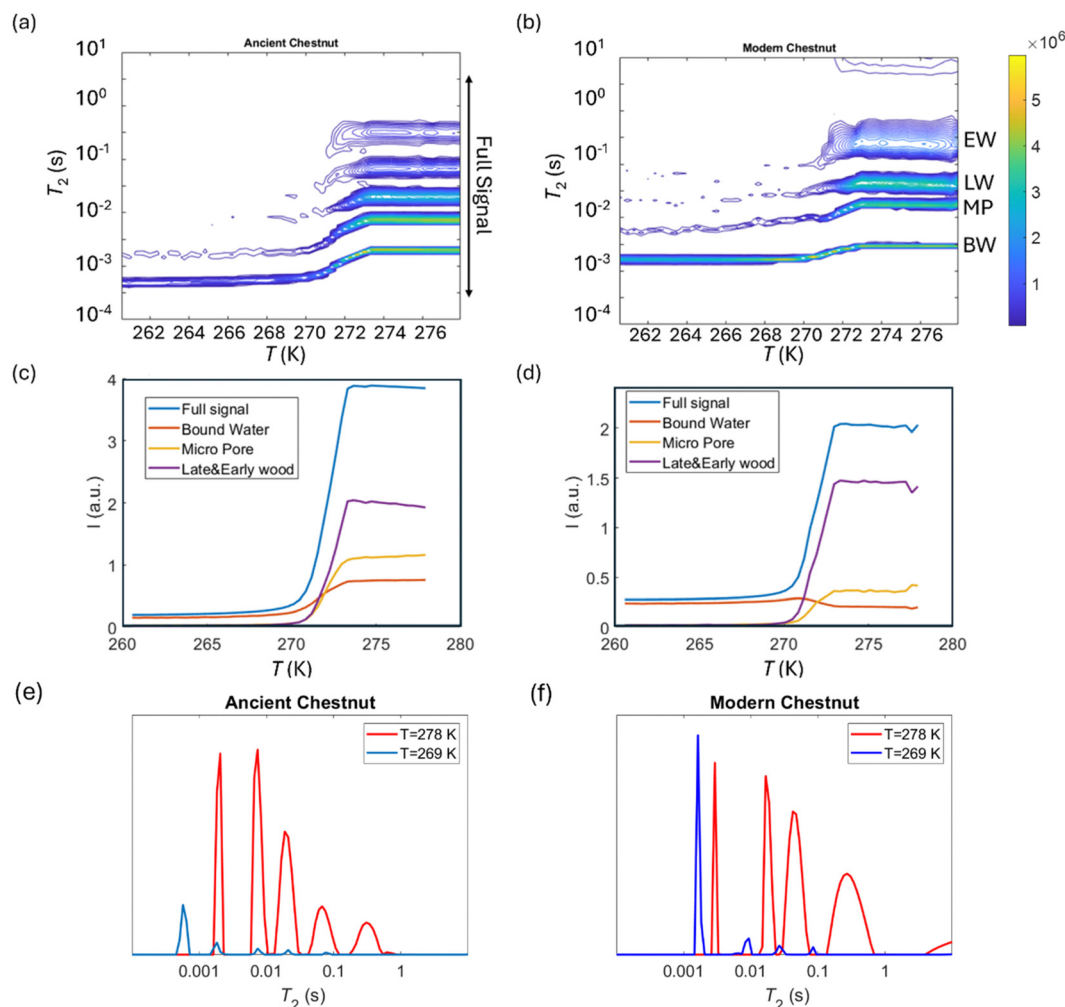 (a)
Ancient Chestnut
10¹
10⁰
10⁻¹
10⁻²
10⁻³
10⁻⁴
T₂ (s)
262 264 266 268 270 272 274 276
T (K)
Full Signal
(b)
Modern Chestnut
10¹
10⁰
10⁻¹
10⁻²
10⁻³
10⁻⁴
T₂ (s)
262 264 266 268 270 272 274 276
T (K)
EW
LW
MP
BW
×10⁶
5
4
3
2
1
(c)
4
3
2
1
0
I (a.u.)
Full signal
Bound Water
Micro Pore
Late&Early wood
260 265 270 275 280
T (K)
(d)
2
1.5
1
0.5
0
I (a.u.)
Full signal
Bound Water
Micro Pore
Late&Early wood
260 265 270 275 280
T (K)
(e)
Ancient Chestnut
T=278 K
T=269 K
0.001 0.01 0.1 1
T₂ (s)
(f)
Modern Chestnut
T=278 K
T=269 K
0.001 0.01 0.1 1
T₂ (s)